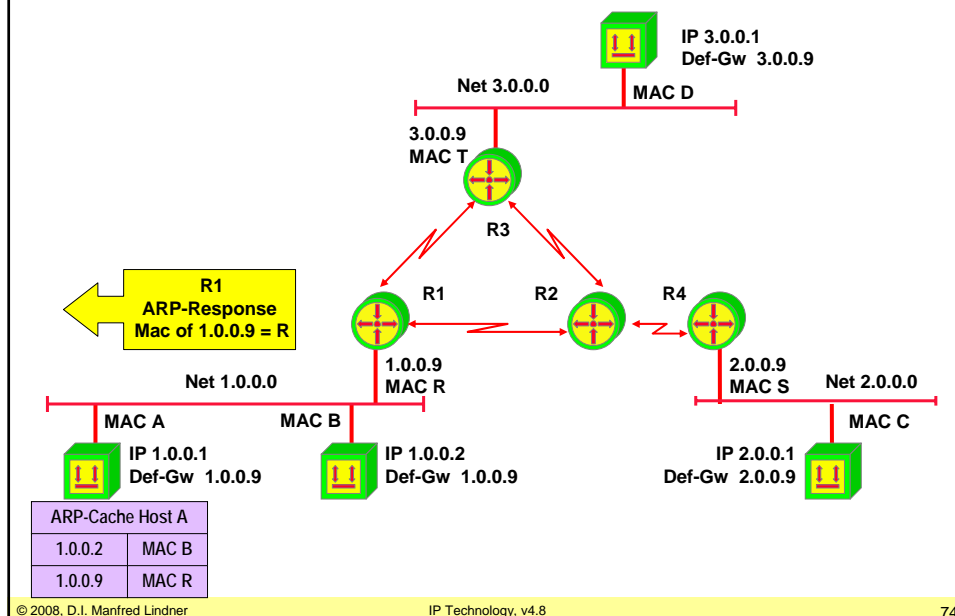 IP 3.0.0.1
Def-Gw 3.0.0.9
Net 3.0.0.0
MAC D
3.0.0.9
MAC T
R3
R1
ARP-Response
Mac of 1.0.0.9 = R
R1
R2
R4
1.0.0.9
MAC R
2.0.0.9
MAC S
Net 1.0.0.0
Net 2.0.0.0
MAC A
MAC B
MAC C
IP 1.0.0.1
Def-Gw 1.0.0.9
IP 1.0.0.2
Def-Gw 1.0.0.9
IP 2.0.0.1
Def-Gw 2.0.0.9
ARP-Cache Host A
1.0.0.2 MAC B
1.0.0.9 MAC R
© 2008, D.I. Manfred Lindner
IP Technology, v4.8
74